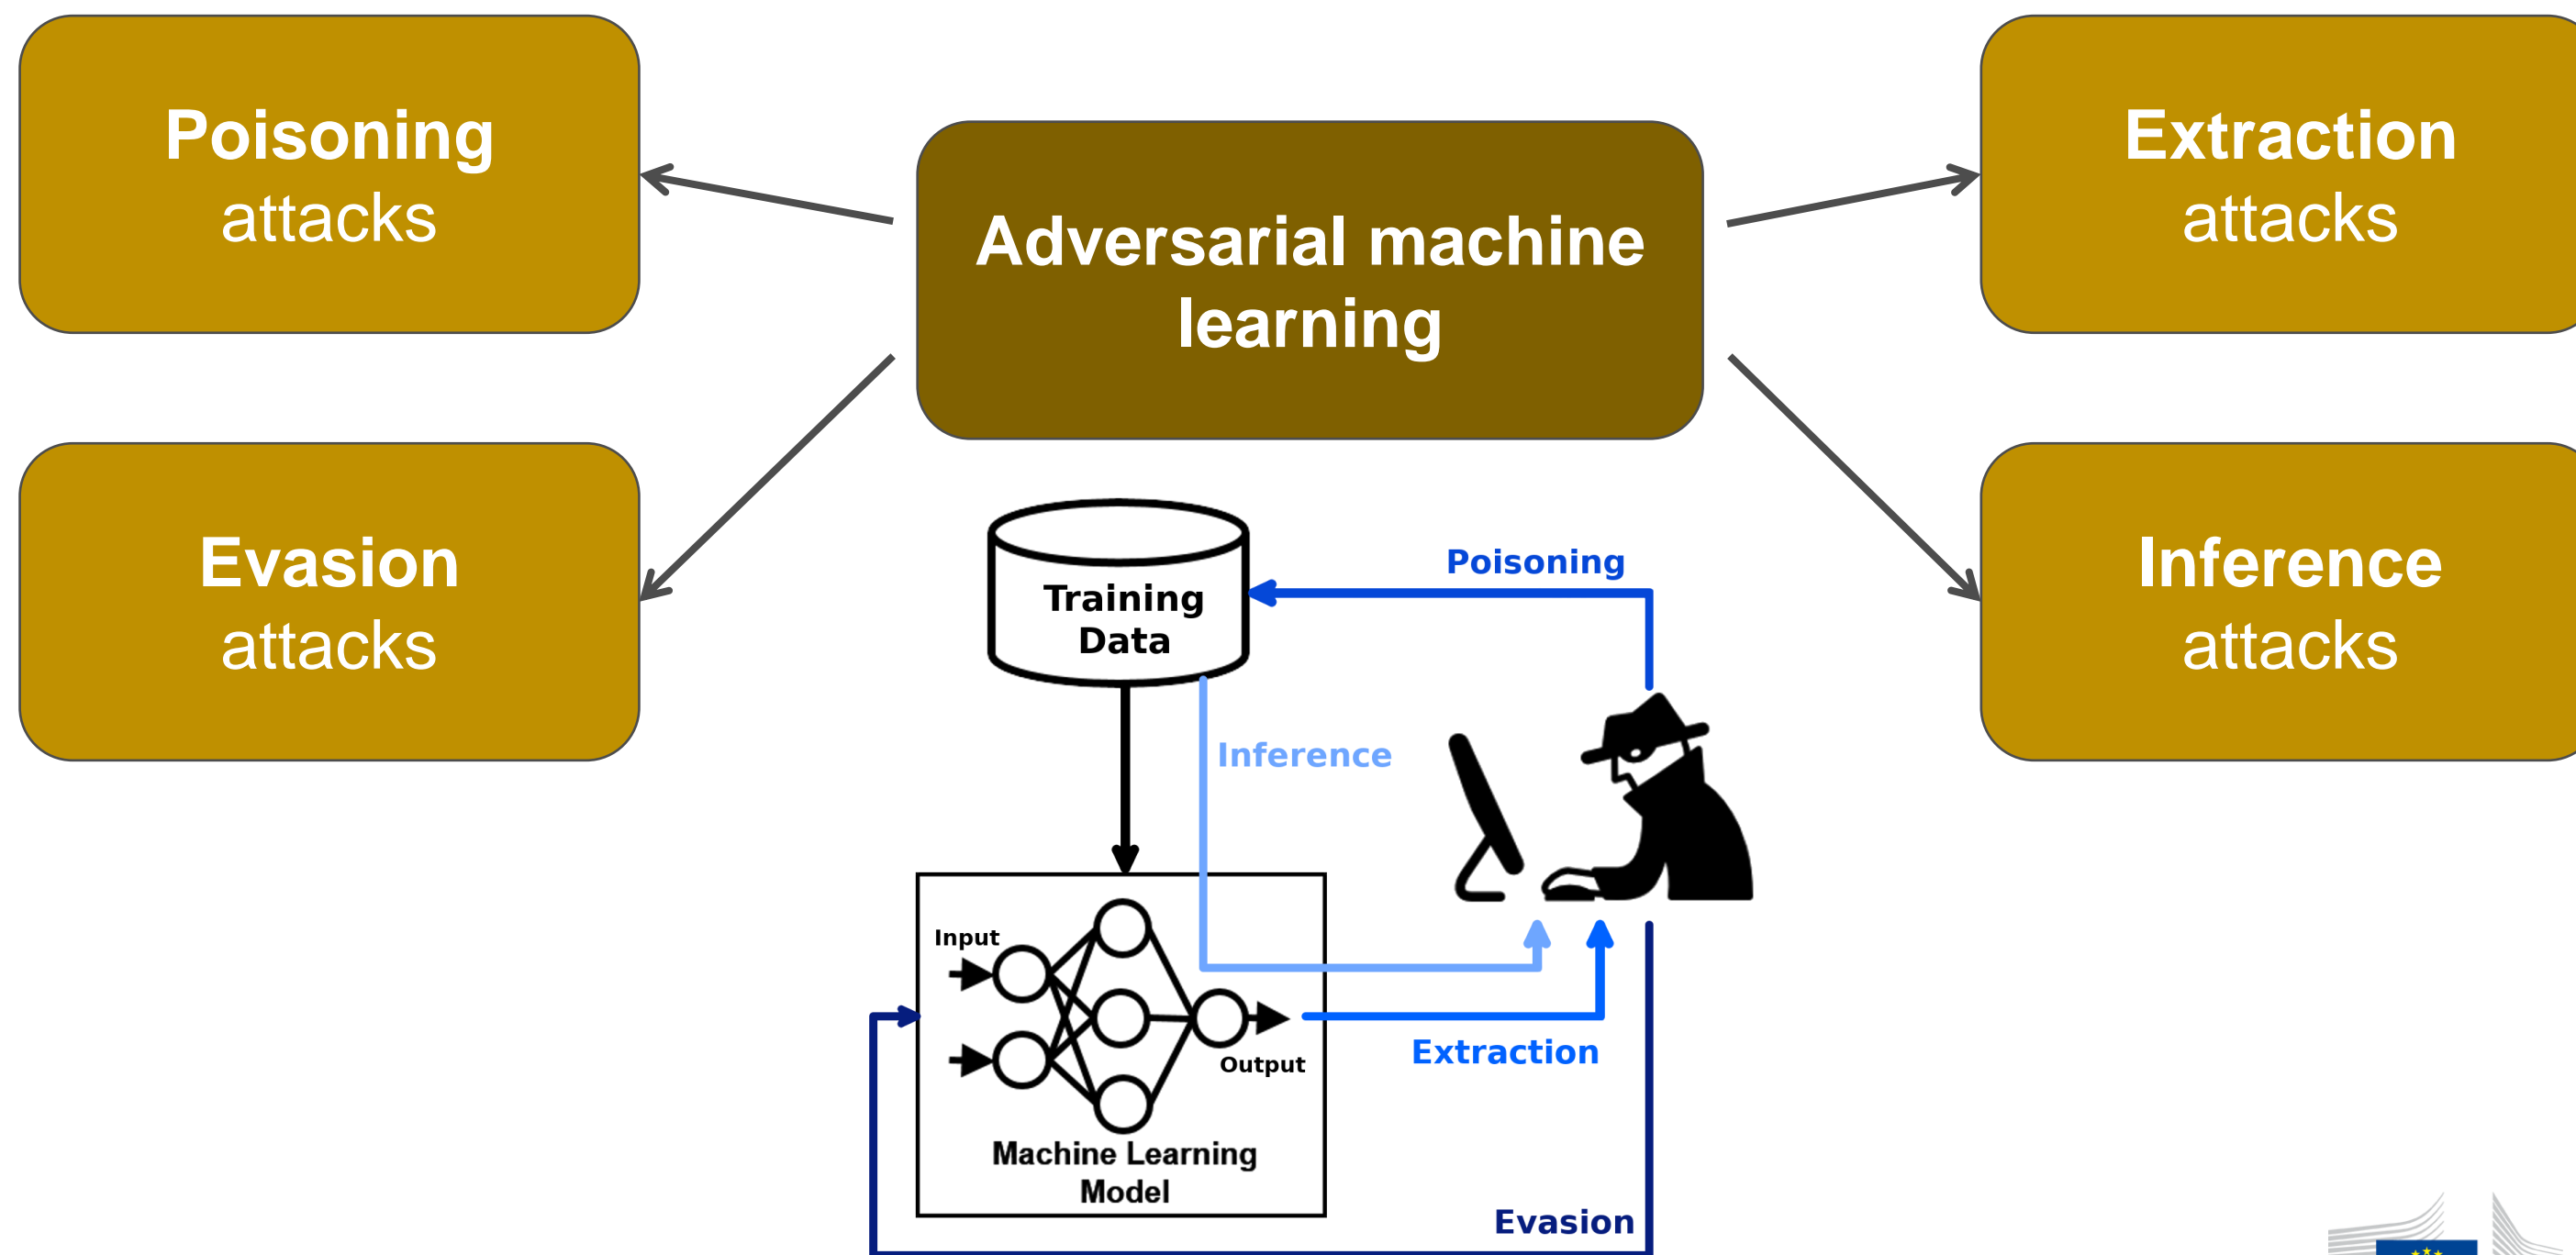 Poisoning
attacks
Adversarial machine
learning
Extraction
attacks
Evasion
attacks
Inference
attacks
Training
Data
Poisoning
Inference
Input
Output
Extraction
Machine Learning
Model
Evasion